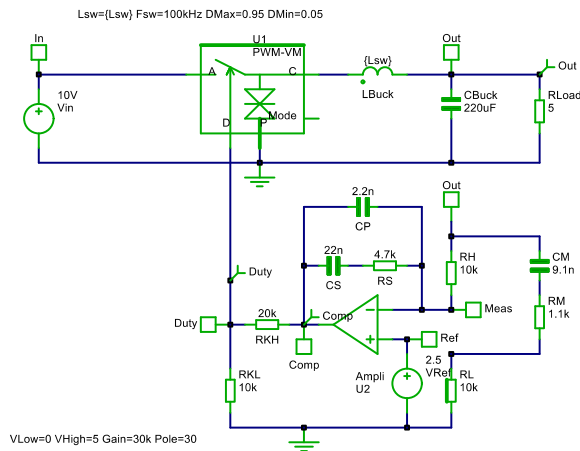 Lsw={Lsw} Fsw=100kHz DMax=0.95 DMin=0.05
In
U1
PWM-VM
{Lsw}
Out
Out
A
C
LBuck
10V
Vin
Mode
D
P
CBuck
220uF
RLoad
5
2.2n
CP
Out
22n
CS
4.7k
RS
RH
10k
CM
9.1n
Duty
Duty
20k
RKH
Comp
Comp
Meas
Ref
RM
1.1k
RKL
10k
Ampli
U2
2.5
VRef
RL
10k
VLow=0 VHigh=5 Gain=30k Pole=30